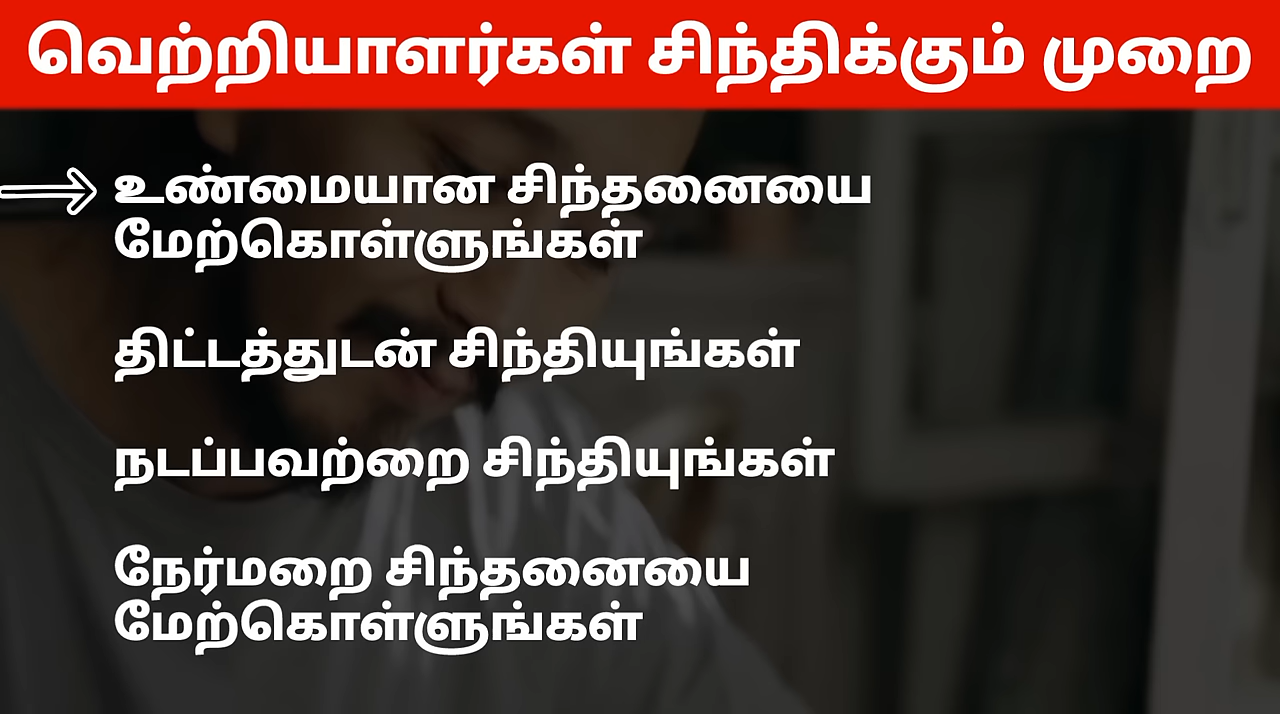 வெற்றியாளர்கள் சிந்திக்கும் முறை
உண்மையான சிந்தனையை
மேற்கொள்ளுங்கள்
திட்டத்துடன் சிந்தியுங்கள்
நடப்பவற்றை சிந்தியுங்கள்
நேர்மறை சிந்தனையை
மேற்கொள்ளுங்கள்